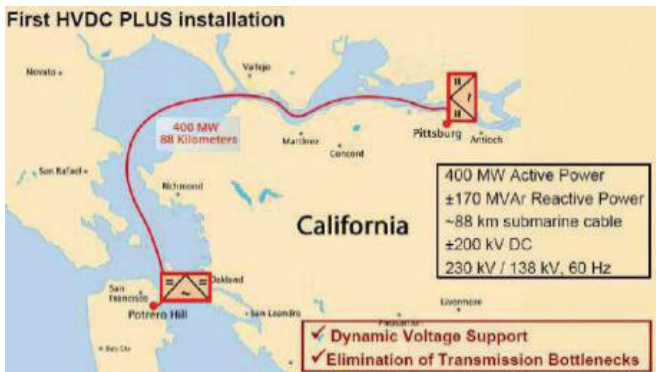 First HVDC PLUS installation
Novato
Vallejo
400 MW
88 Kilometers
Martinez
Concord
Pittsburg
Antioch
San Rafael
Richmond
400 MW Active Power
±170 MVAr Reactive Power
~88 km submarine cable
±200 kV DC
230 kV / 138 kV, 60 Hz
California
San
Francisco
Oakland
Potrero Hill
San Leandro
Livermore
Daly City
✓ Dynamic Voltage Support
✓ Elimination of Transmission Bottlenecks